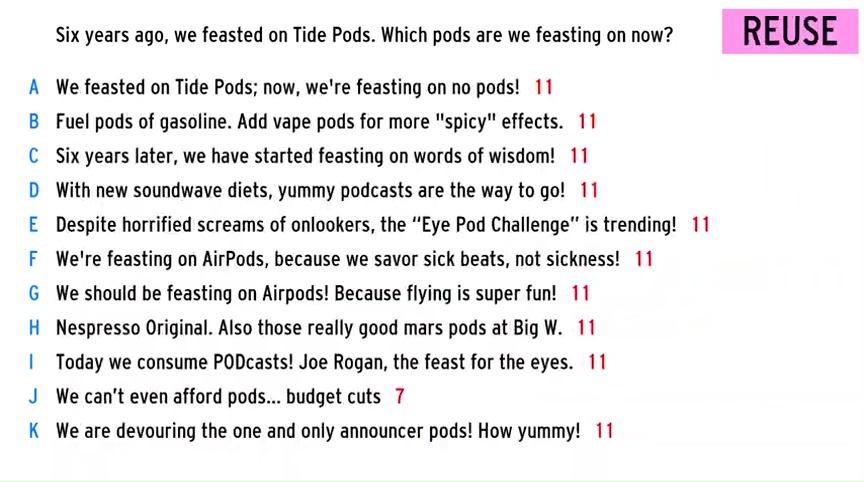 Six years ago, we feasted on Tide Pods. Which pods are we feasting on now?
REUSE
A We feasted on Tide Pods; now, we're feasting on no pods! 11
B Fuel pods of gasoline. Add vape pods for more "spicy" effects. 11
C Six years later, we have started feasting on words of wisdom! 11
D With new soundwave diets, yummy podcasts are the way to go! 11
E Despite horrified screams of onlookers, the “Eye Pod Challenge” is trending! 11
F We're feasting on AirPods, because we savor sick beats, not sickness! 11
G We should be feasting on Airpods! Because flying is super fun! 11
H Nespresso Original. Also those really good mars pods at Big W. 11
I Today we consume PODcasts! Joe Rogan, the feast for the eyes. 11
J We can’t even afford pods... budget cuts 7
K We are devouring the one and only announcer pods! How yummy! 11